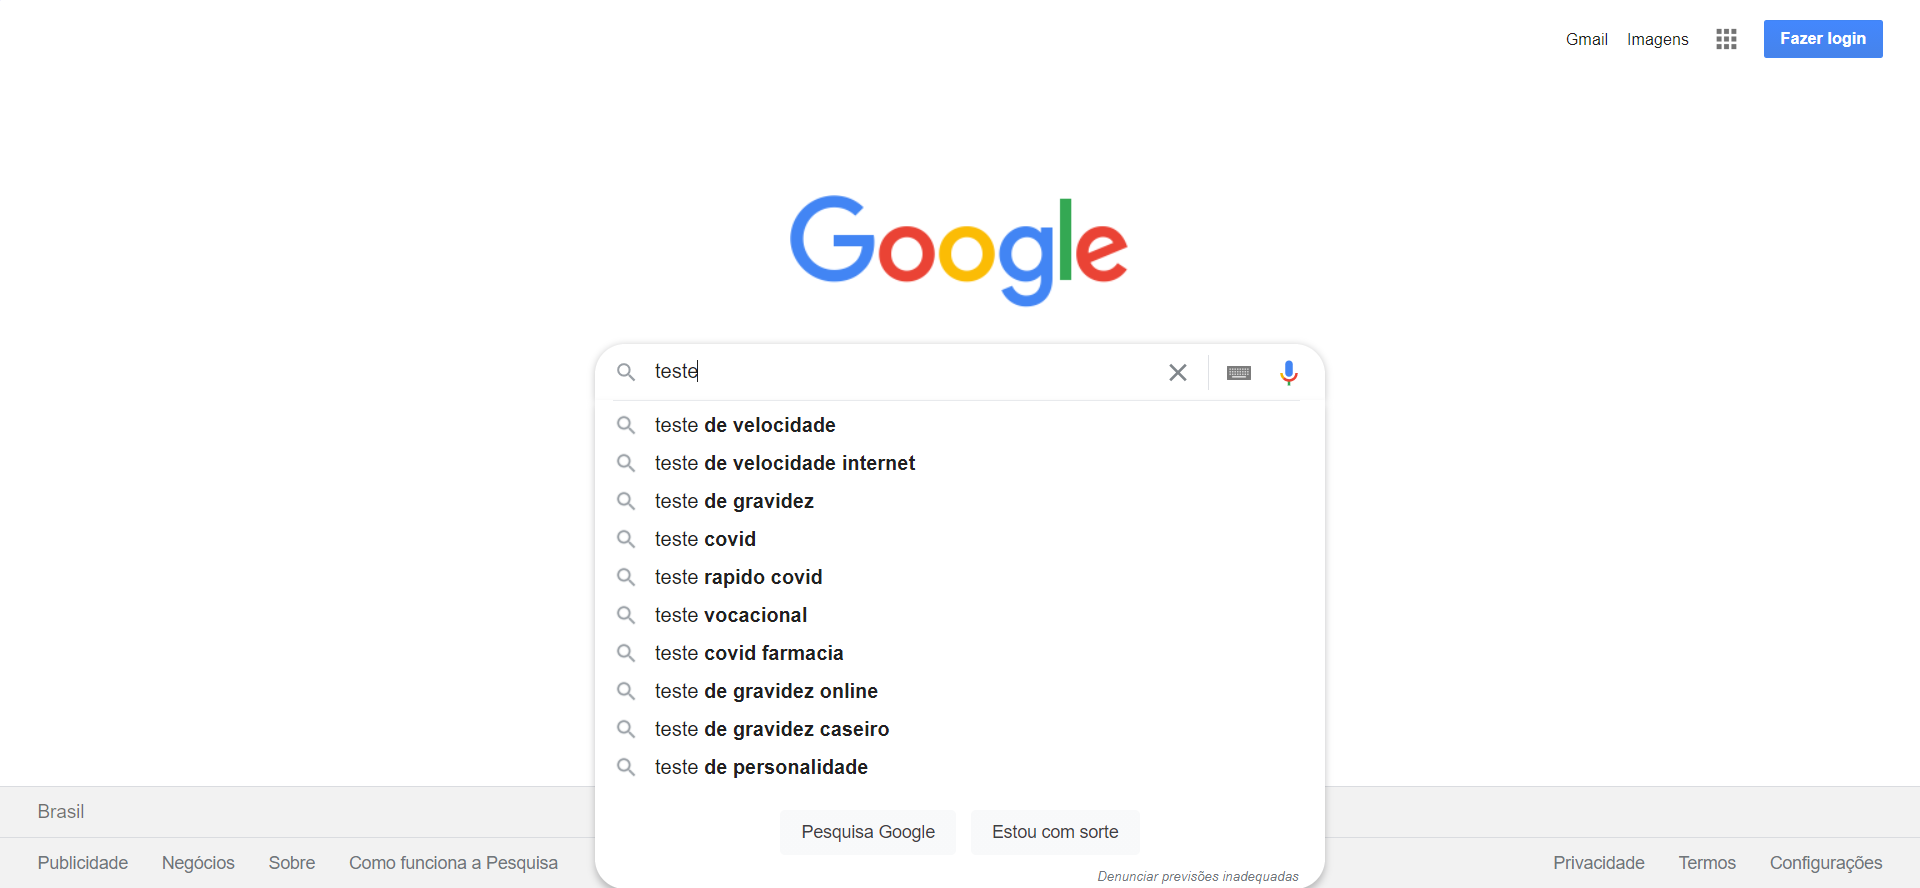 Gmail Imagens Fazer login
Google
teste
teste de velocidade
teste de velocidade internet
teste de gravidez
teste covid
teste rapido covid
teste vocacional
teste covid farmacia
teste de gravidez online
teste de gravidez caseiro
teste de personalidade
Brasil
Pesquisa Google Estou com sorte
Publicidade Negócios Sobre Como funciona a Pesquisa Privacidade Termos Configurações
Denunciar previsões inadequadas